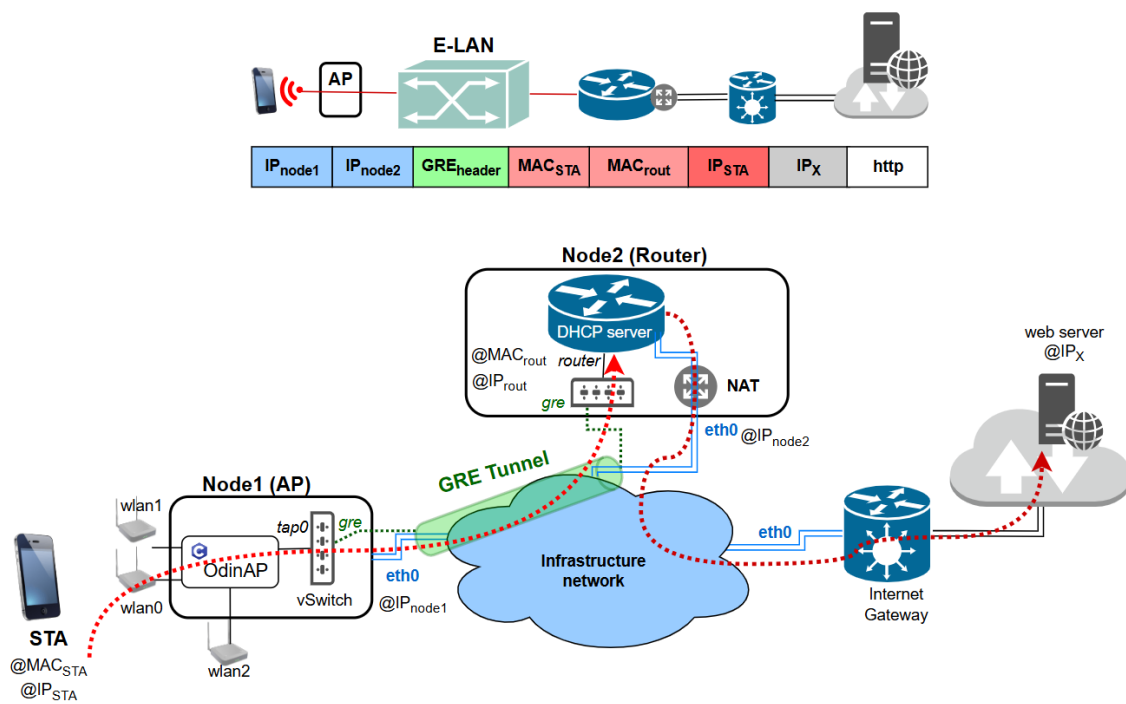 E-LAN
AP
IPnode1 IPnode2 GREheader MACSTA MACrout IPSTA IPX http
Node2 (Router)
DHCP server
@MACrout
router
@IProut
gre
NAT
eth0 @IPnode2
web server
@IPX
GRE Tunnel
Node1 (AP)
wlan1
tap0
gre
C
OdinAP
wlan0
vSwitch
eth0
@IPnode1
wlan2
STA
@MACSTA
@IPSTA
Infrastructure
network
eth0
Internet
Gateway